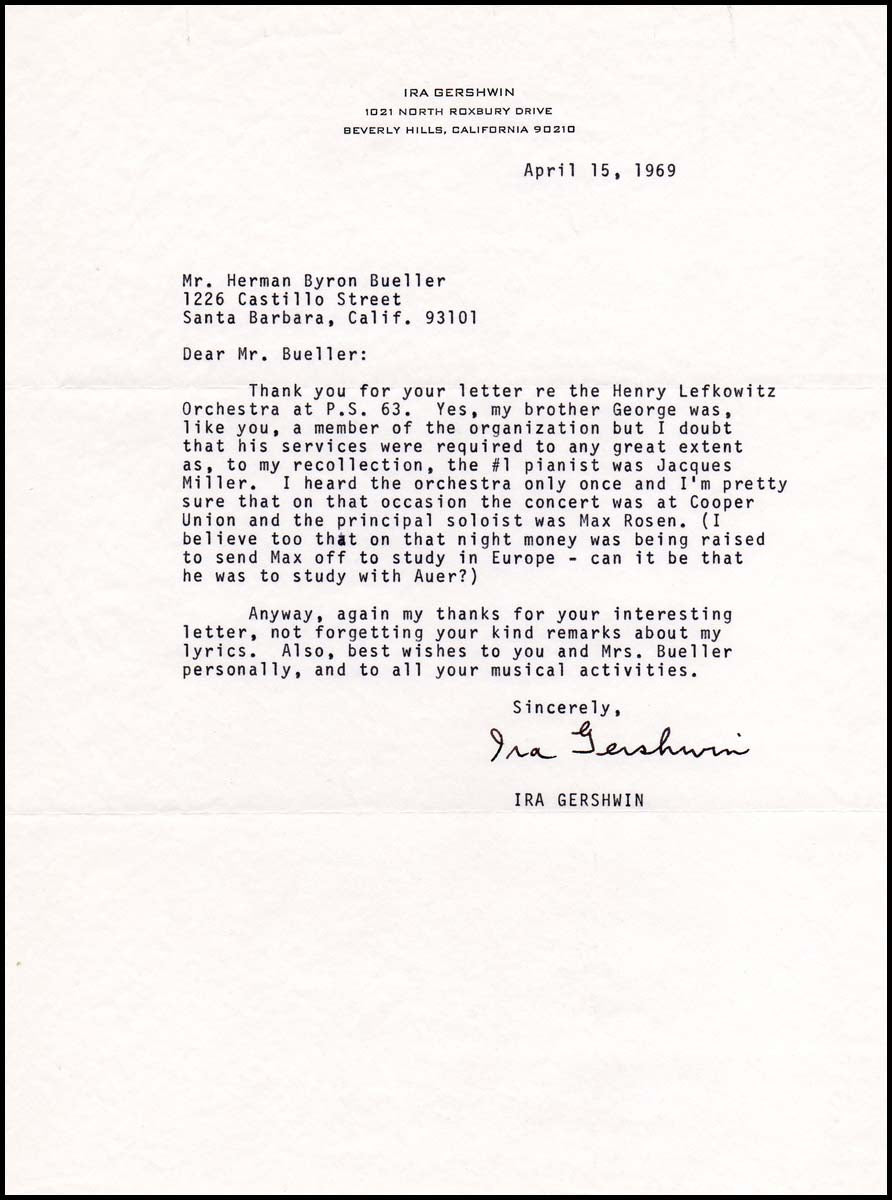 IRA GERSHWIN
1021 NORTH ROXBURY DRIVE
BEVERLY HILLS, CALIFORNIA 90210
April 15, 1969
Mr. Herman Byron Bueller
1226 Castillo Street
Santa Barbara, Calif. 93101
Dear Mr. Bueller:
Thank you for your letter re the Henry Lefkowitz
Orchestra at P.S. 63. Yes, my brother George was,
like you, a member of the organization but I doubt
that his services were required to any great extent
as, to my recollection, the #1 pianist was Jacques
Miller. I heard the orchestra only once and I'm pretty
sure that on that occasion the concert was at Cooper
Union and the principal soloist was Max Rosen. (I
believe too that on that night money was being raised
to send Max off to study in Europe - can it be that
he was to study with Auer?)
Anyway, again my thanks for your interesting
letter, not forgetting your kind remarks about my
lyrics. Also, best wishes to you and Mrs. Bueller
personally, and to all your musical activities.
Sincerely,
Ira Gershwin
IRA GERSHWIN